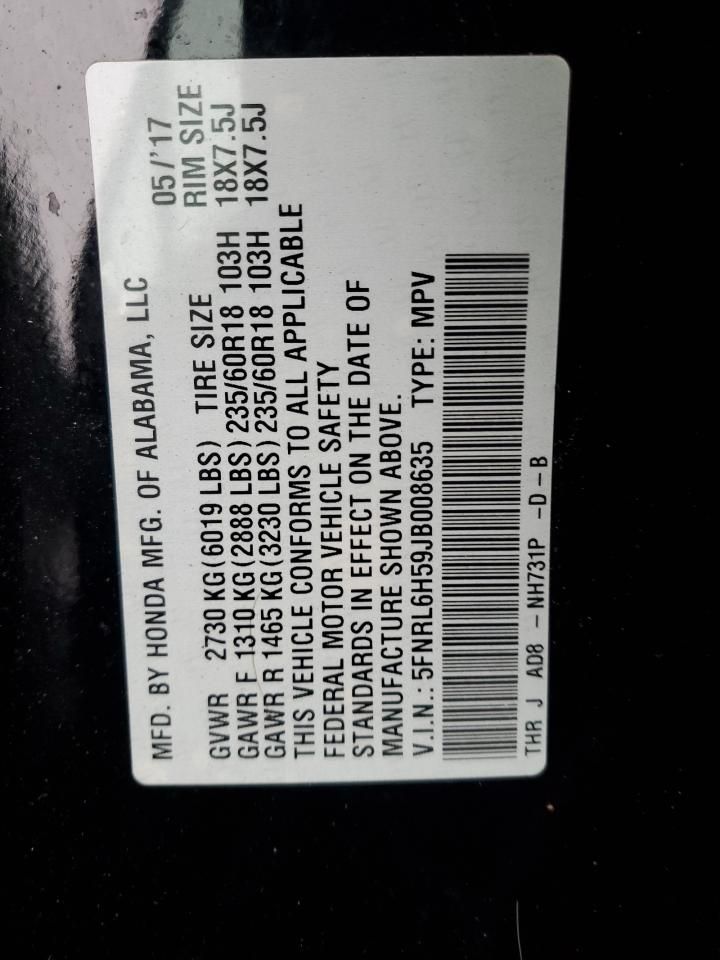 MFD. BY HONDA MFG. OF ALABAMA, LLC 05/'17
GVWR 2730 KG(6019 LBS) TIRE SIZE RIM SIZE
GAWR F 1310 KG(2888 LBS) 235/60R18 103H 18X7.5J
GAWR R 1465 KG(3230 LBS) 235/60R18 103H 18X7.5J
THIS VEHICLE CONFORMS TO ALL APPLICABLE
FEDERAL MOTOR VEHICLE SAFETY
STANDARDS IN EFFECT ON THE DATE OF
MANUFACTURE SHOWN ABOVE.
V.I.N.: 5FNRL6H59JB008635 TYPE: MPV
THR J AD8 - NH731P -D-B